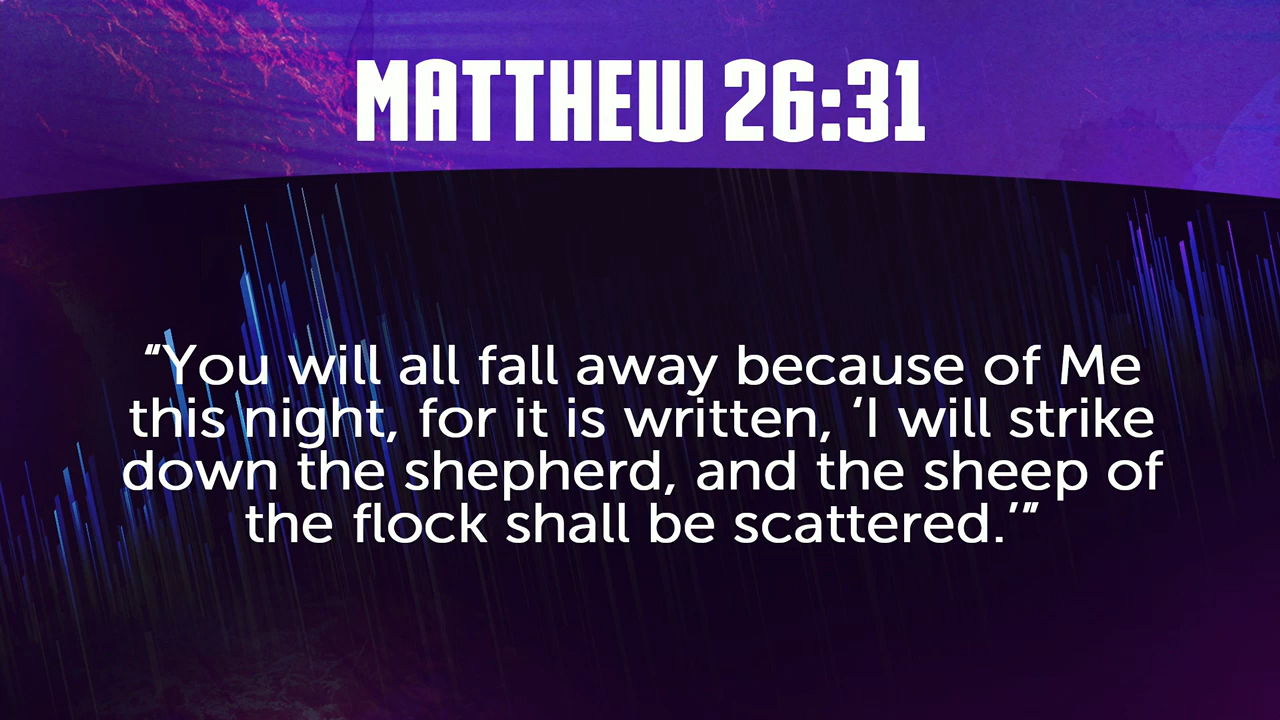 MATTHEW 26:31
“You will all fall away because of Me
this night, for it is written, ‘I will strike
down the shepherd, and the sheep of
the flock shall be scattered.’”